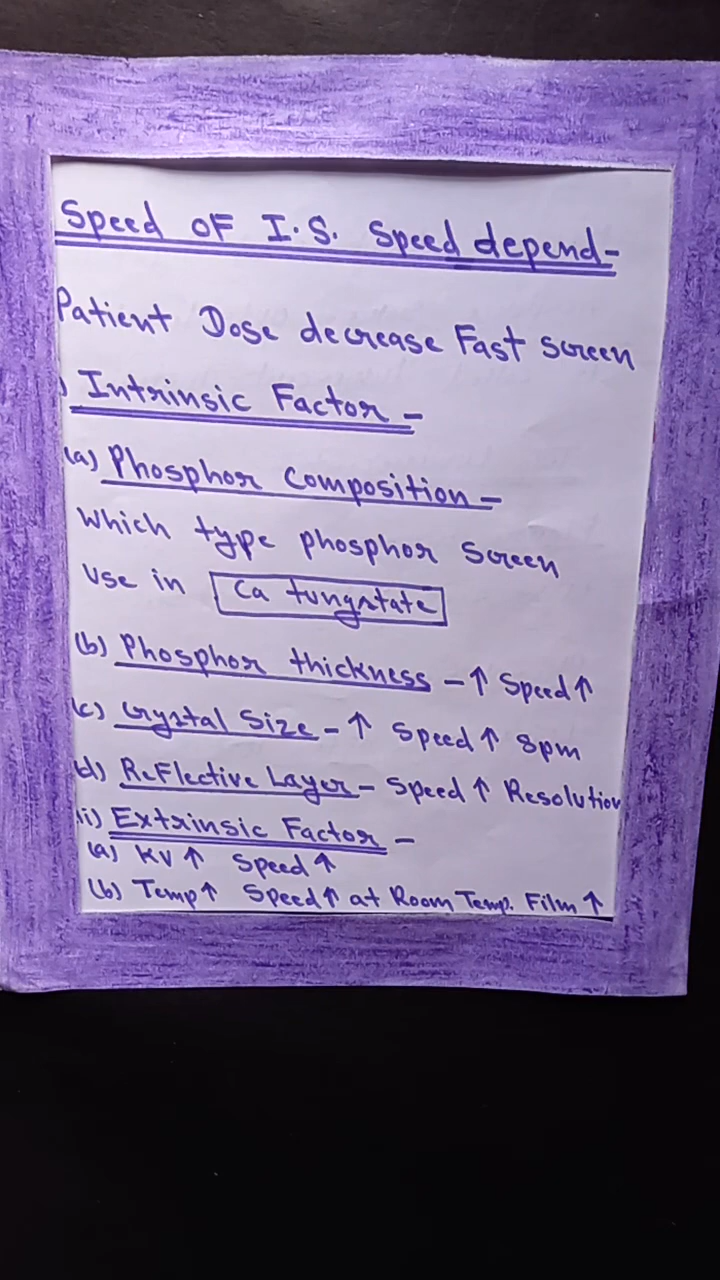 Speed OF I.S. Speed depend-
Patient Dose decrease Fast screen
) Intrinsic Factor -
(a) Phosphor Composition -
Which type phosphor Screen
Use in Ca tungstate
(b) Phosphor thickness - ↑ Speed ↑
(c) Crystal Size - ↑ Speed ↑ 8pm
d) Reflective Layer - Speed ↑ Resolution
ii) Extrinsic Factor -
(a) KV ↑ Speed ↑
(b) Temp ↑ Speed ↑ at Room Temp. Film ↑